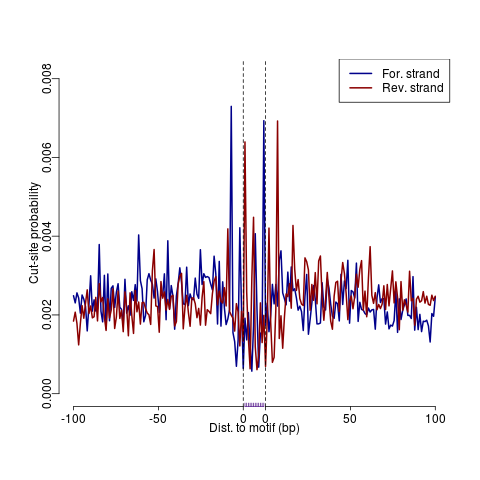 For. strand
Rev. strand
0.008
0.006
0.004
0.002
0.000
Cut-site probability
-100 -50 0 0 50 100
Dist. to motif (bp)